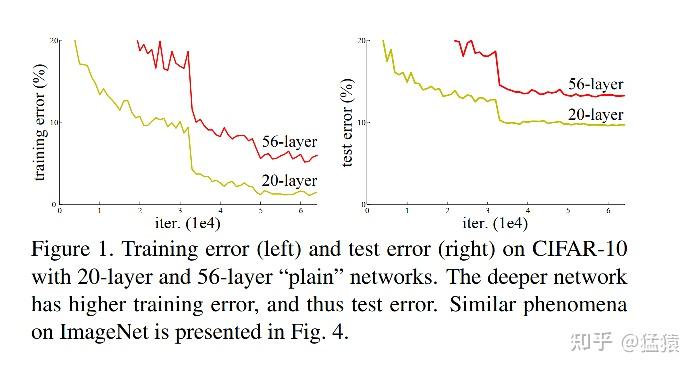 20
10
0
training error (%)
56-layer
20-layer
0 1 2 3 4 5 6
iter. (1e4)
20
10
0
test error (%)
56-layer
20-layer
0 1 2 3 4 5 6
iter. (1e4)
Figure 1. Training error (left) and test error (right) on CIFAR-10
with 20-layer and 56-layer “plain” networks. The deeper network
has higher training error, and thus test error. Similar phenomena
on ImageNet is presented in Fig. 4.
知乎 @猛猿